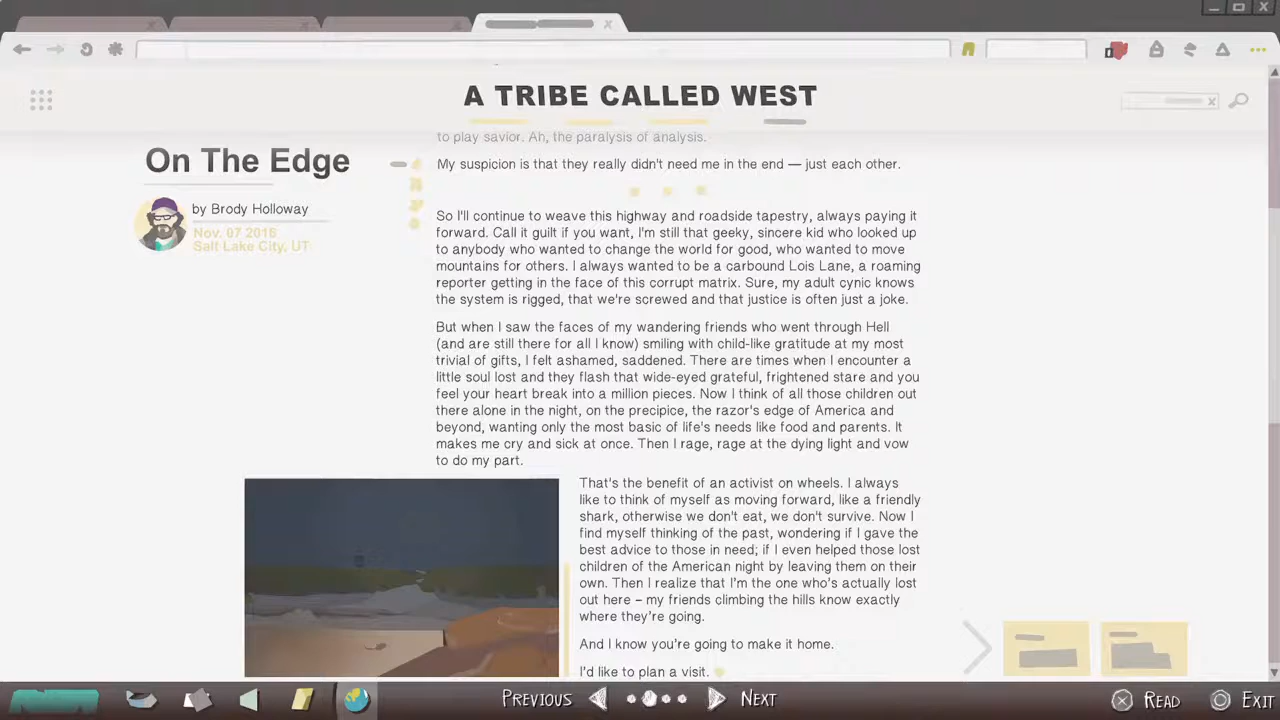 A TRIBE CALLED WEST
On The Edge
by Brody Holloway
Nov. 07 2016
Salt Lake City, UT
to play savior. Ah, the paralysis of analysis.
My suspicion is that they really didn't need me in the end — just each other.
So I'll continue to weave this highway and roadside tapestry, always paying it
forward. Call it guilt if you want, I'm still that geeky, sincere kid who looked up
to anybody who wanted to change the world for good, who wanted to move
mountains for others. I always wanted to be a carbound Lois Lane, a roaming
reporter getting in the face of this corrupt matrix. Sure, my adult cynic knows
the system is rigged, that we're screwed and that justice is often just a joke.
But when I saw the faces of my wandering friends who went through Hell
(and are still there for all I know) smiling with child-like gratitude at my most
trivial of gifts, I felt ashamed, saddened. There are times when I encounter a
little soul lost and they flash that wide-eyed grateful, frightened stare and you
feel your heart break into a million pieces. Now I think of all those children out
there alone in the night, on the precipice, the razor's edge of America and
beyond, wanting only the most basic of life's needs like food and parents. It
makes me cry and sick at once. Then I rage, rage at the dying light and vow
to do my part.
That's the benefit of an activist on wheels. I always
like to think of myself as moving forward, like a friendly
shark, otherwise we don't eat, we don't survive. Now I
find myself thinking of the past, wondering if I gave the
best advice to those in need; if I even helped those lost
children of the American night by leaving them on their
own. Then I realize that I'm the one who's actually lost
out here – my friends climbing the hills know exactly
where they're going.
And I know you're going to make it home.
I'd like to plan a visit.
PREVIOUS
NEXT
READ
EXIT